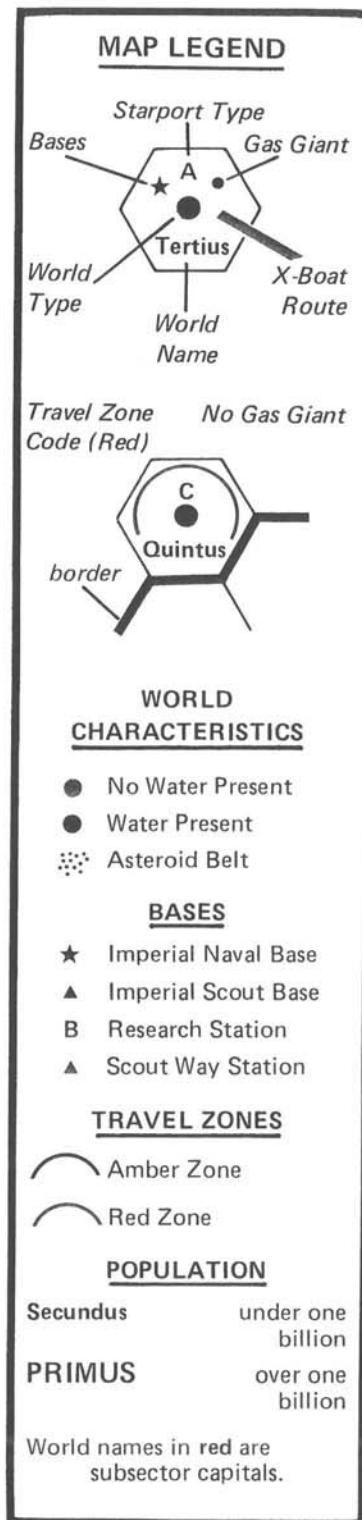 MAP LEGEND
Starport Type
Bases
Gas Giant
A
Tertius
World
Type
X-Boat
Route
World
Name
Travel Zone
Code (Red)
No Gas Giant
C
Quintus
border
WORLD
CHARACTERISTICS
No Water Present
Water Present
Asteroid Belt
BASES
Imperial Naval Base
Imperial Scout Base
B Research Station
Scout Way Station
TRAVEL ZONES
Amber Zone
Red Zone
POPULATION
Secundus under one
billion
PRIMUS over one
billion
World names in red are
subsector capitals.